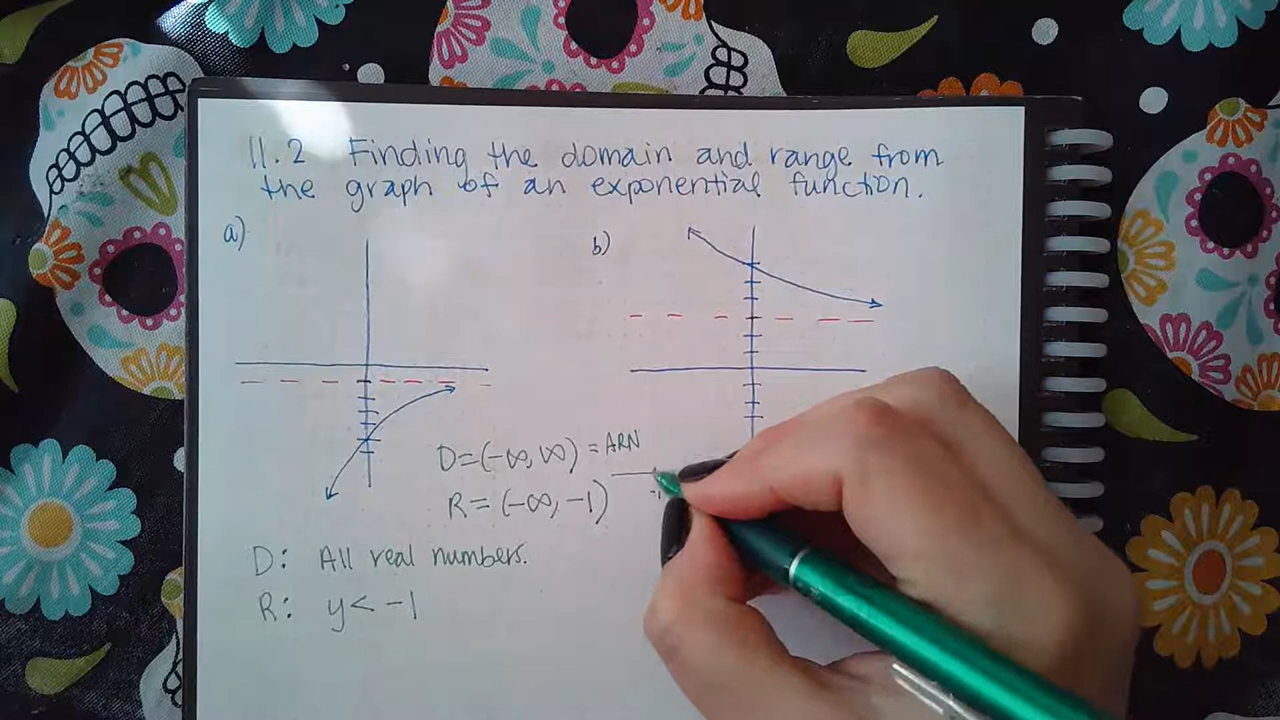 11.2 Finding the domain and range from
the graph of an exponential function.
a)
b)
D=(-∞,∞) = ARN
R = (-∞,-1)
-1
D: All real numbers.
R: y< -1